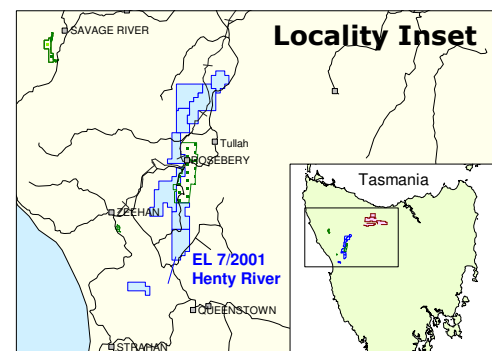 Locality Inset
SAVAGE RIVER
Tullah
ROSEBERY
Tasmania
ZEEHAN
EL 7/2001
Henty River
QUEENSTOWN
STRAHAN